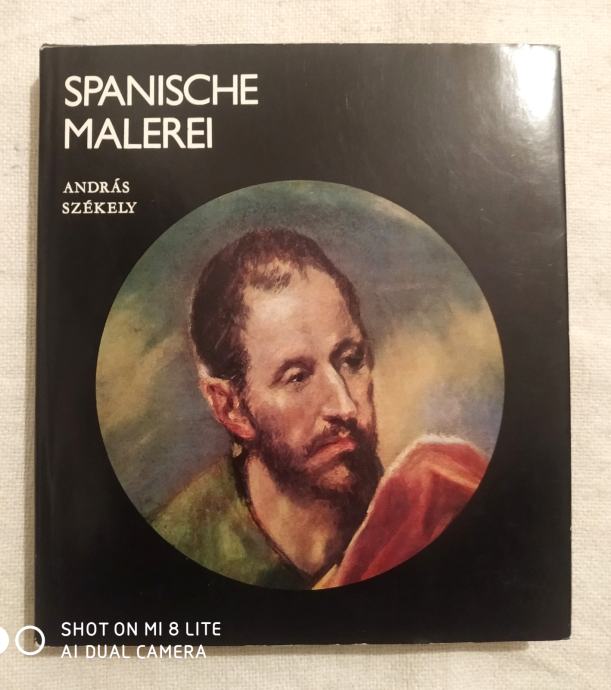 SPANISCHE
MALEREI
ANDRÁS
SZÉKELY
SHOT ON MI 8 LITE
AI DUAL CAMERA